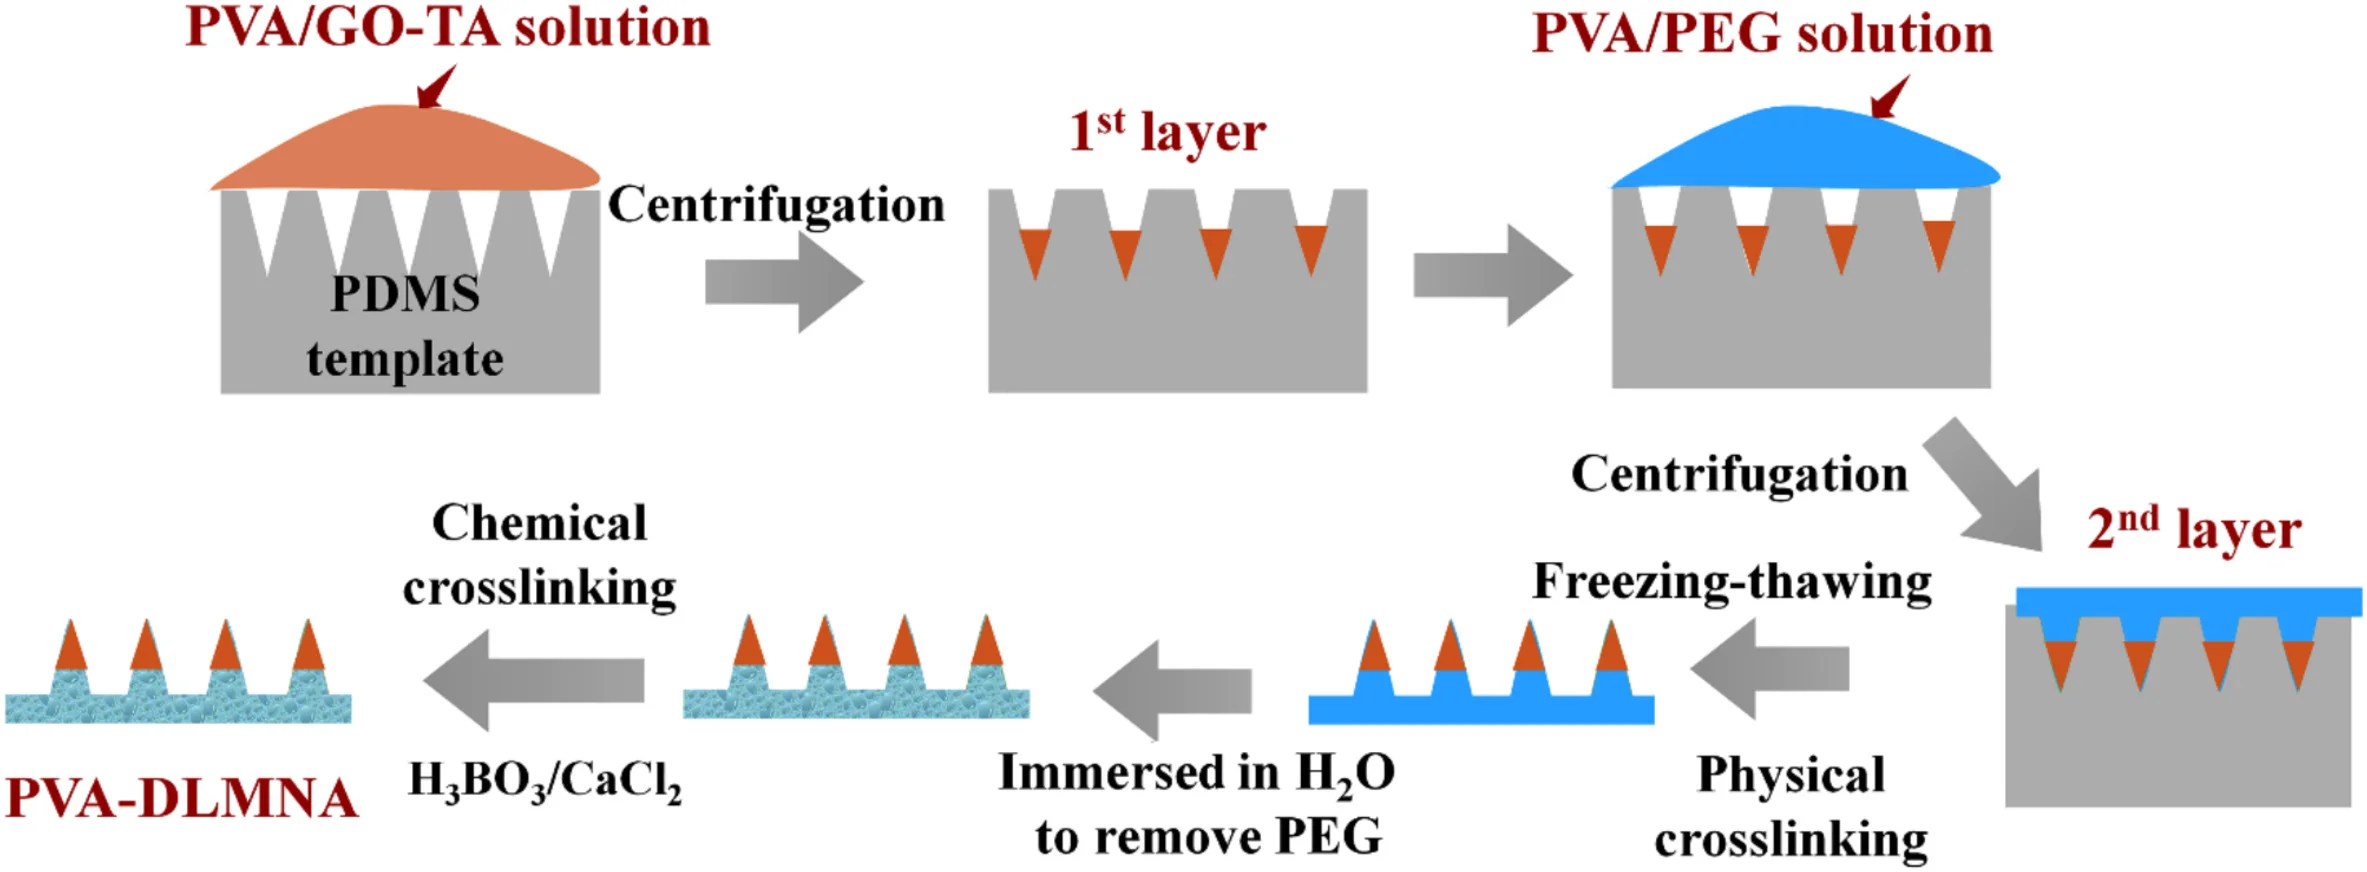 PVA/GO-TA solution
PDMS
template
Centrifugation
1st layer
PVA/PEG solution
Centrifugation
2nd layer
Freezing-thawing
Physical
crosslinking
Immersed in H2O
to remove PEG
Chemical
crosslinking
H3BO3/CaCl2
PVA-DLMNA